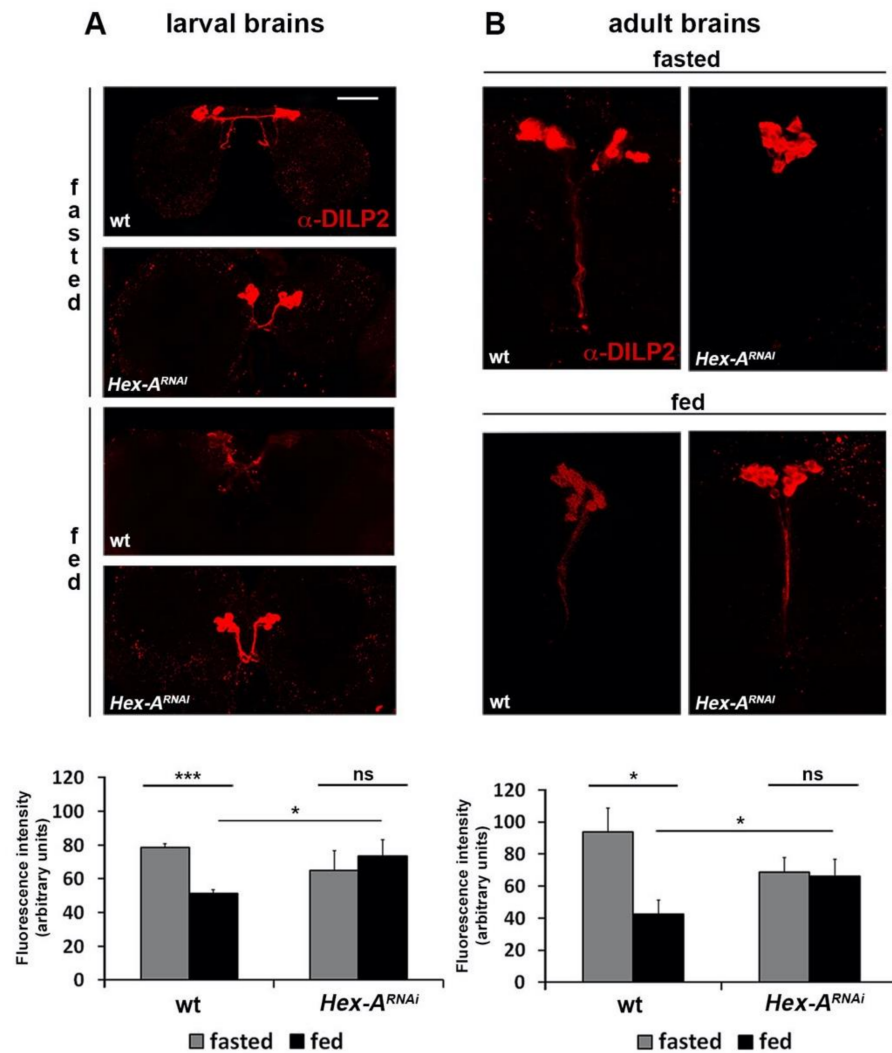 A larval brains
fasted
wt
α-DILP2
Hex-A^RNAi
fed
wt
Hex-A^RNAi
***
ns
*
120
100
80
60
40
20
0
Fluorescence intensity
(arbitrary units)
wt
Hex-A^RNAi
fasted fed
B adult brains
fasted
wt
α-DILP2
Hex-A^RNAi
fed
wt
Hex-A^RNAi
*
ns
*
120
100
80
60
40
20
0
Fluorescence intensity
(arbitrary units)
wt
Hex-A^RNAi
fasted fed